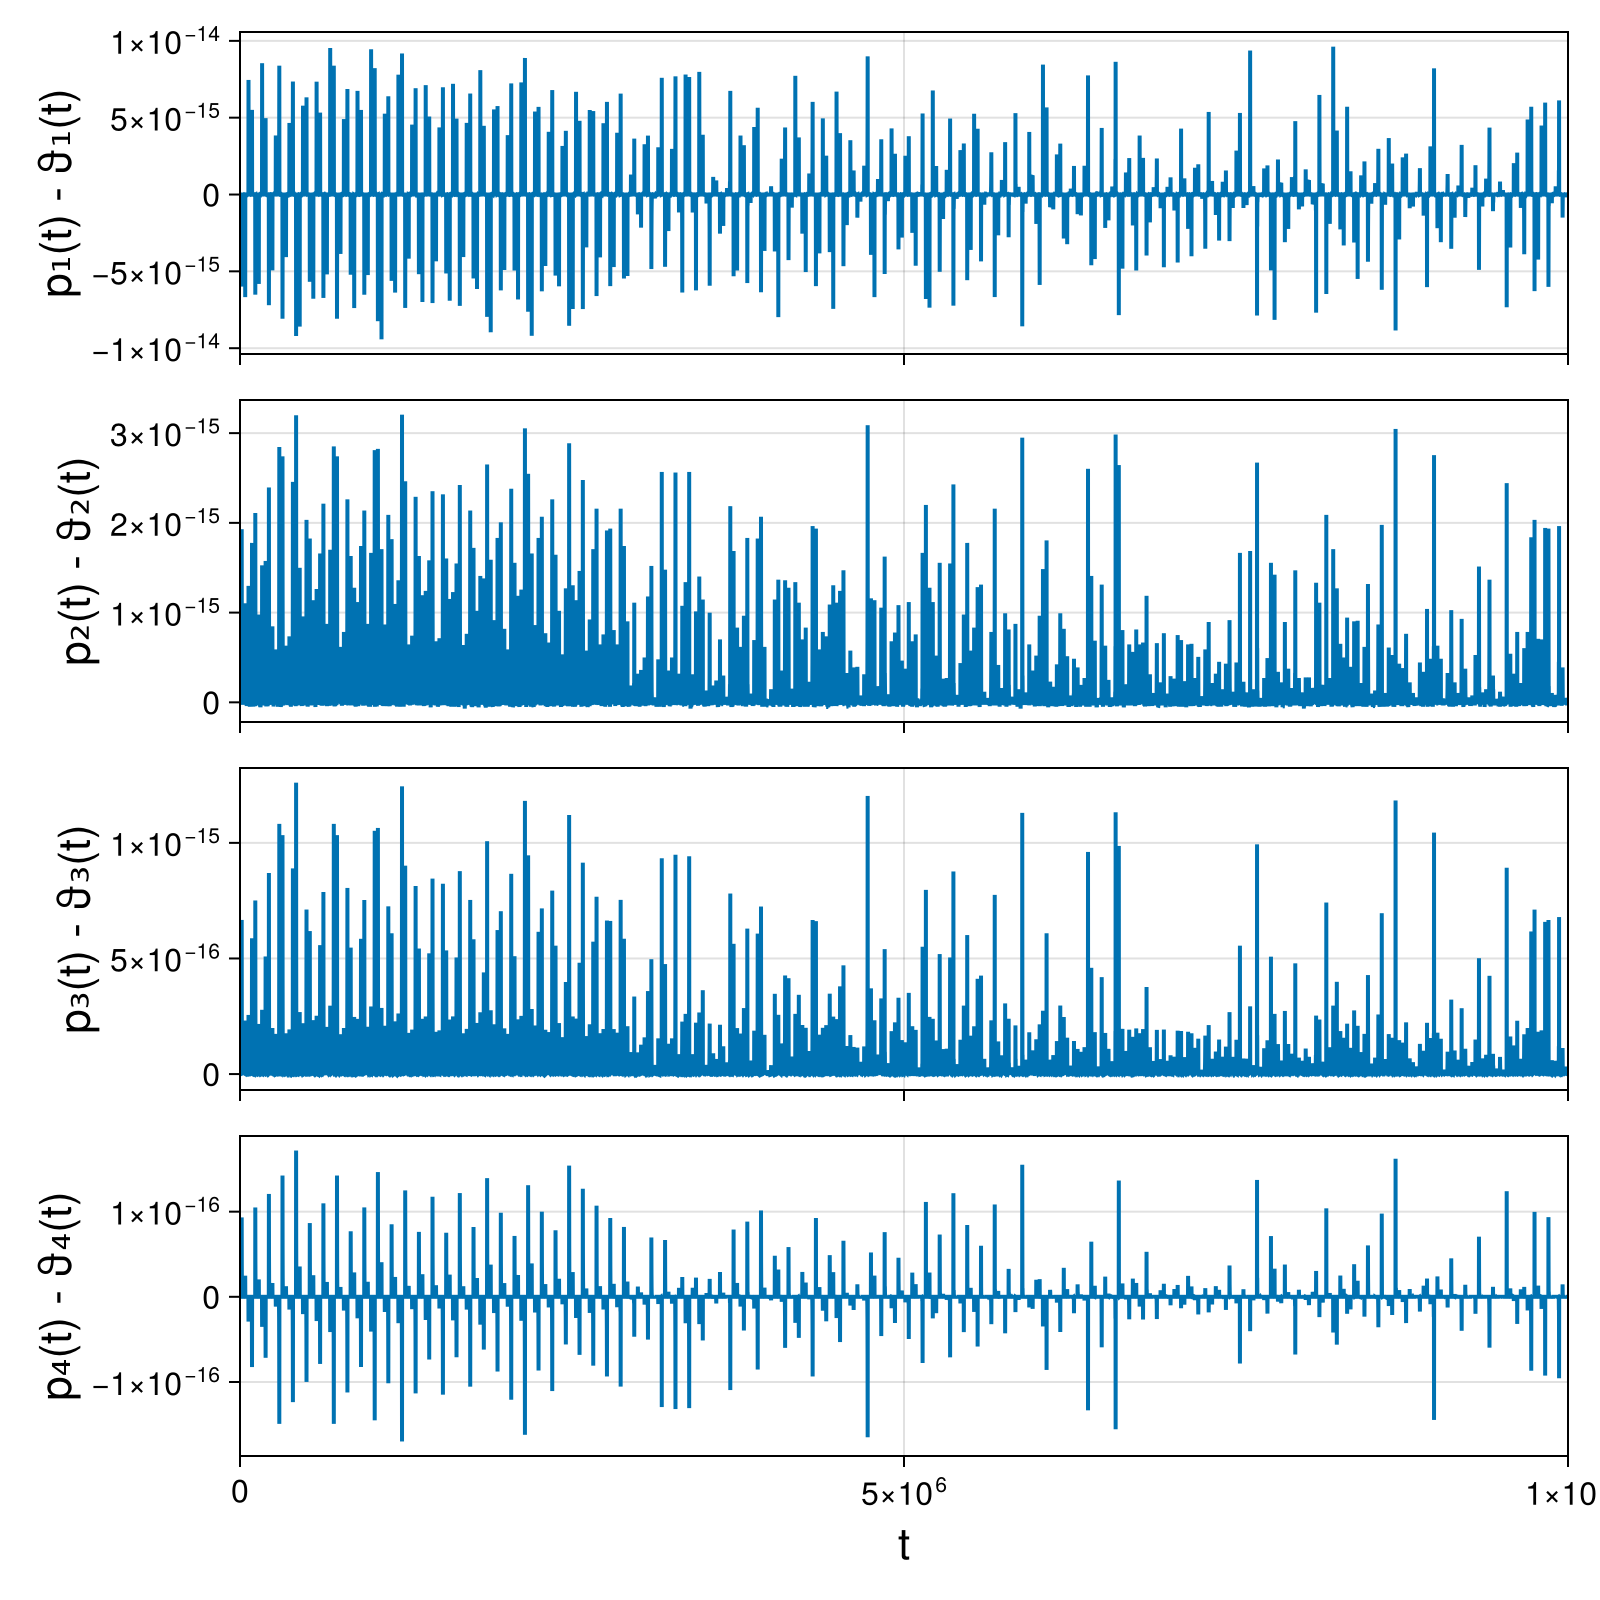 p₁(t) - ϑ₁(t)
1×10⁻¹⁴
5×10⁻¹⁵
0
−5×10⁻¹⁵
−1×10⁻¹⁴
p₂(t) - ϑ₂(t)
3×10⁻¹⁵
2×10⁻¹⁵
1×10⁻¹⁵
0
p₃(t) - ϑ₃(t)
1×10⁻¹⁵
5×10⁻¹⁶
0
p₄(t) - ϑ₄(t)
1×10⁻¹⁶
0
−1×10⁻¹⁶
0 5×10⁶ 1×10
t